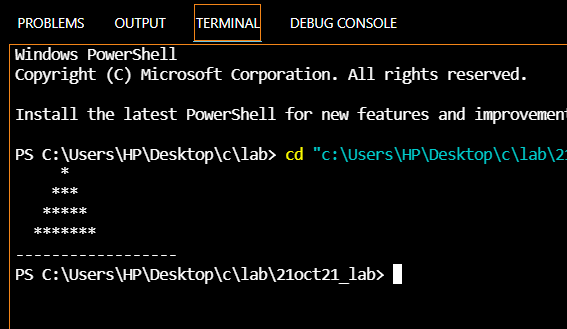 PROBLEMS OUTPUT TERMINAL DEBUG CONSOLE
Windows PowerShell
Copyright (C) Microsoft Corporation. All rights reserved.
Install the latest PowerShell for new features and improvement
PS C:\Users\HP\Desktop\c\lab> cd "c:\Users\HP\Desktop\c\lab\21
     *
    ***
   *****
  *******
------------------
PS C:\Users\HP\Desktop\c\lab\21oct21_lab>